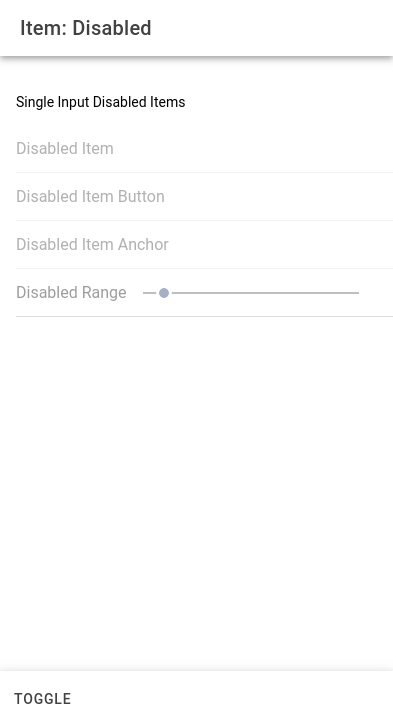 Item: Disabled
Single Input Disabled Items
Disabled Item
Disabled Item Button
Disabled Item Anchor
Disabled Range
TOGGLE